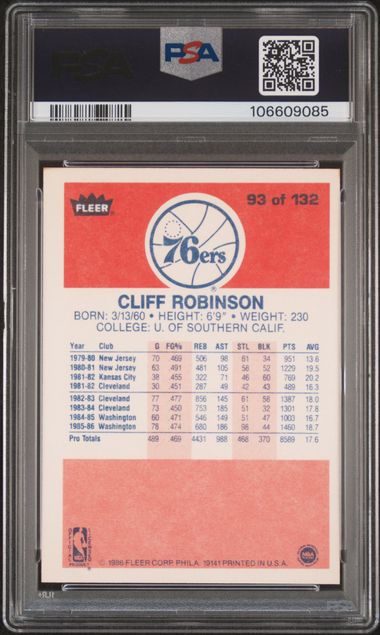 PSA
106609085
FLEER
93 of 132
76ers
®
CLIFF ROBINSON
BORN: 3/13/60 • HEIGHT: 6'9" • WEIGHT: 230
COLLEGE: U. OF SOUTHERN CALIF.
Year Club G FG% REB AST STL BLK PTS AVG
1979-80 New Jersey 70 469 506 98 61 34 951 13.6
1980-81 New Jersey 63 491 481 105 58 52 1229 19.5
1981-82 Kansas City 38 455 322 71 46 60 769 20.2
1981-82 Cleveland 30 451 287 49 42 43 489 16.3
1982-83 Cleveland 77 477 856 145 61 58 1387 18.0
1983-84 Cleveland 73 450 753 185 51 32 1301 17.8
1984-85 Washington 60 471 546 149 51 47 1003 16.7
1985-86 Washington 78 474 680 186 98 44 1460 18.7
Pro Totals 489 469 4431 988 468 370 8589 17.6
OFFICIAL
LICENSED
NBA
PRODUCT
NBA
© 1986 FLEER CORP. PHILA. 19141 PRINTED IN U.S.A.